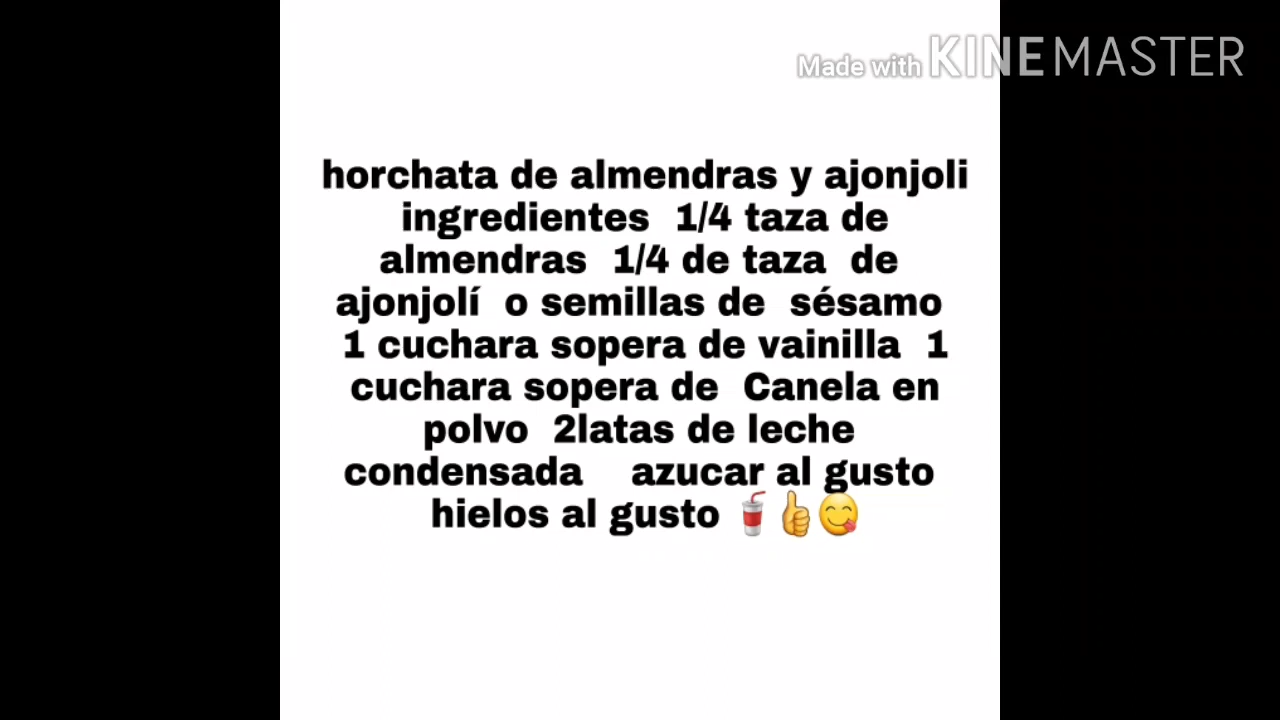 Made with KINEMASTER
horchata de almendras y ajonjoli
ingredientes 1/4 taza de
almendras 1/4 de taza de
ajonjolí o semillas de sésamo
1 cuchara sopera de vainilla 1
cuchara sopera de Canela en
polvo 2latas de leche
condensada azucar al gusto
hielos al gusto 🥤👍😋